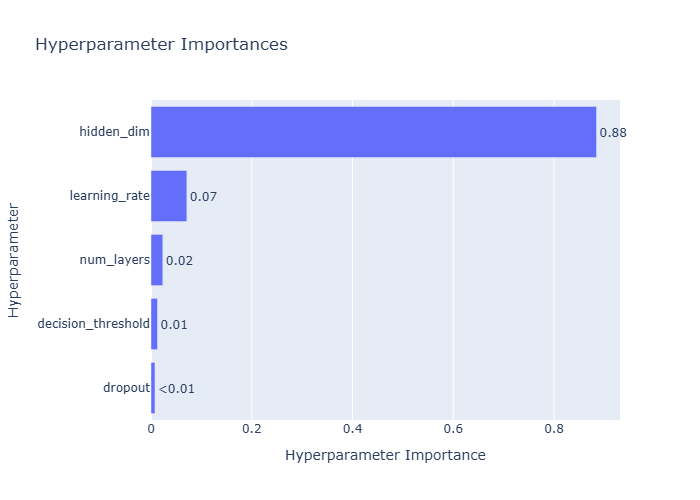 Hyperparameter Importances
Hyperparameter
hidden_dim 0.88
learning_rate 0.07
num_layers 0.02
decision_threshold 0.01
dropout <0.01
0 0.2 0.4 0.6 0.8
Hyperparameter Importance